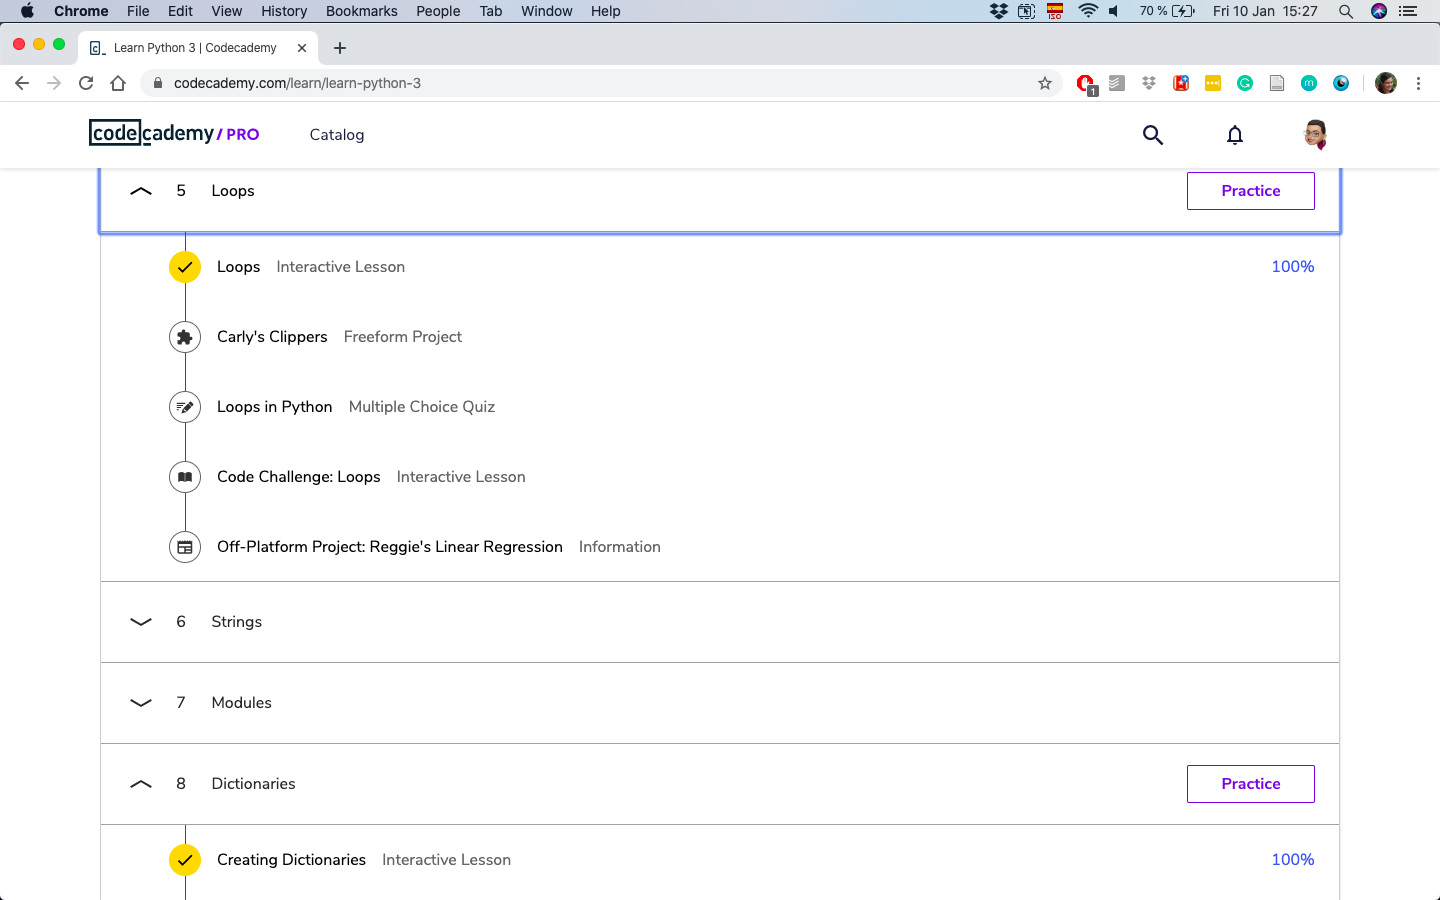 Chrome File Edit View History Bookmarks People Tab Window Help ISO 70 % Fri 10 Jan 15:27
Learn Python 3 | Codecademy
codecademy.com/learn/learn-python-3 1 m
codecademy / PRO Catalog
5 Loops Practice
Loops Interactive Lesson 100%
Carly's Clippers Freeform Project
Loops in Python Multiple Choice Quiz
Code Challenge: Loops Interactive Lesson
Off-Platform Project: Reggie's Linear Regression Information
6 Strings
7 Modules
8 Dictionaries Practice
Creating Dictionaries Interactive Lesson 100%